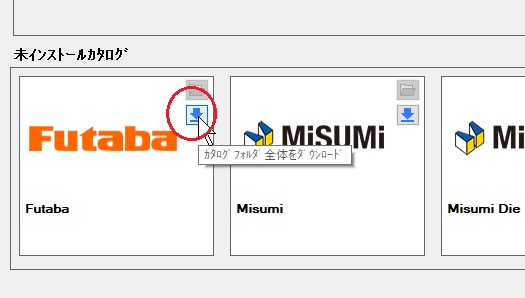 未ｲﾝｽﾄｰﾙｶﾀﾛｸﾞ
Futaba
MiSUMi
ｶﾀﾛｸﾞﾌｫﾙﾀﾞ全体をﾀﾞｳﾝﾛｰﾄﾞ
Futaba
Misumi
Misumi Die